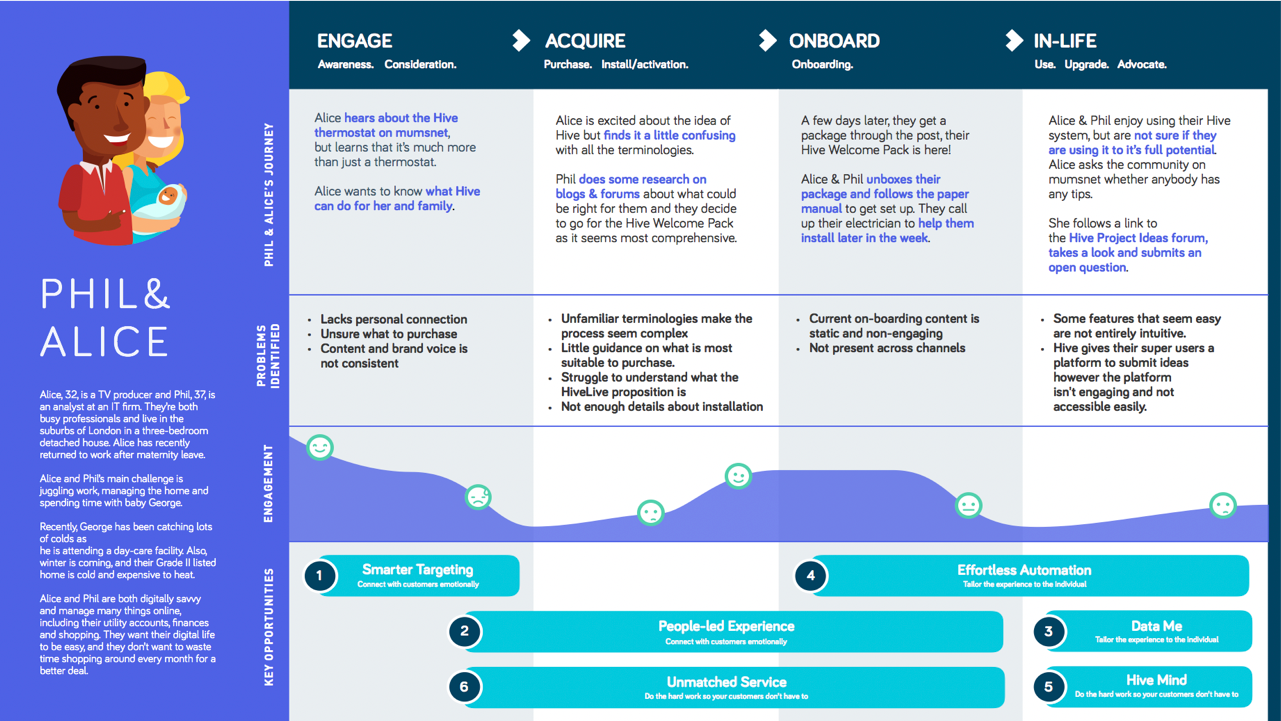 ENGAGE
Awareness. Consideration.
ACQUIRE
Purchase. Install/activation.
ONBOARD
Onboarding.
IN-LIFE
Use. Upgrade. Advocate.
PHIL&
ALICE
Alice, 32, is a TV producer and Phil, 37, is
an analyst at an IT firm. They're both
busy professionals and live in the
suburbs of London in a three-bedroom
detached house. Alice has recently
returned to work after maternity leave.
Alice and Phil's main challenge is
juggling work, managing the home and
spending time with baby George.
Recently, George has been catching lots
of colds as
he is attending a day-care facility. Also,
winter is coming, and their Grade II listed
home is cold and expensive to heat.
Alice and Phil are both digitally savvy
and manage many things online,
including their utility accounts, finances
and shopping. They want their digital life
to be easy, and they don't want to waste
time shopping around every month for a
better deal.
PHIL & ALICE'S JOURNEY
Alice hears about the Hive
thermostat on mumsnet,
but learns that it's much more
than just a thermostat.
Alice wants to know what Hive
can do for her and family.
Alice is excited about the idea of
Hive but finds it a little confusing
with all the terminologies.
Phil does some research on
blogs & forums about what could
be right for them and they decide
to go for the Hive Welcome Pack
as it seems most comprehensive.
A few days later, they get a
package through the post, their
Hive Welcome Pack is here!
Alice & Phil unboxes their
package and follows the paper
manual to get set up. They call
up their electrician to help them
install later in the week.
Alice & Phil enjoy using their Hive
system, but are not sure if they
are using it to it's full potential.
Alice asks the community on
mumsnet whether anybody has
any tips.
She follows a link to
the Hive Project Ideas forum,
takes a look and submits an
open question.
PROBLEMS
IDENTIFIED
• Lacks personal connection
• Unsure what to purchase
• Content and brand voice is
not consistent
• Unfamiliar terminologies make the
process seem complex
• Little guidance on what is most
suitable to purchase.
• Struggle to understand what the
HiveLive proposition is
• Not enough details about installation
• Current on-boarding content is
static and non-engaging
• Not present across channels
• Some features that seem easy
are not entirely intuitive.
• Hive gives their super users a
platform to submit ideas
however the platform
isn't engaging and not
accessible easily.
ENGAGEMENT
KEY OPPORTUNITIES
1
Smarter Targeting
Connect with customers emotionally
4
Effortless Automation
Tailor the experience to the individual
2
People-led Experience
Connect with customers emotionally
3
Data Me
Tailor the experience to the individual
6
Unmatched Service
Do the hard work so your customers don't have to
5
Hive Mind
Do the hard work so your customers don't have to